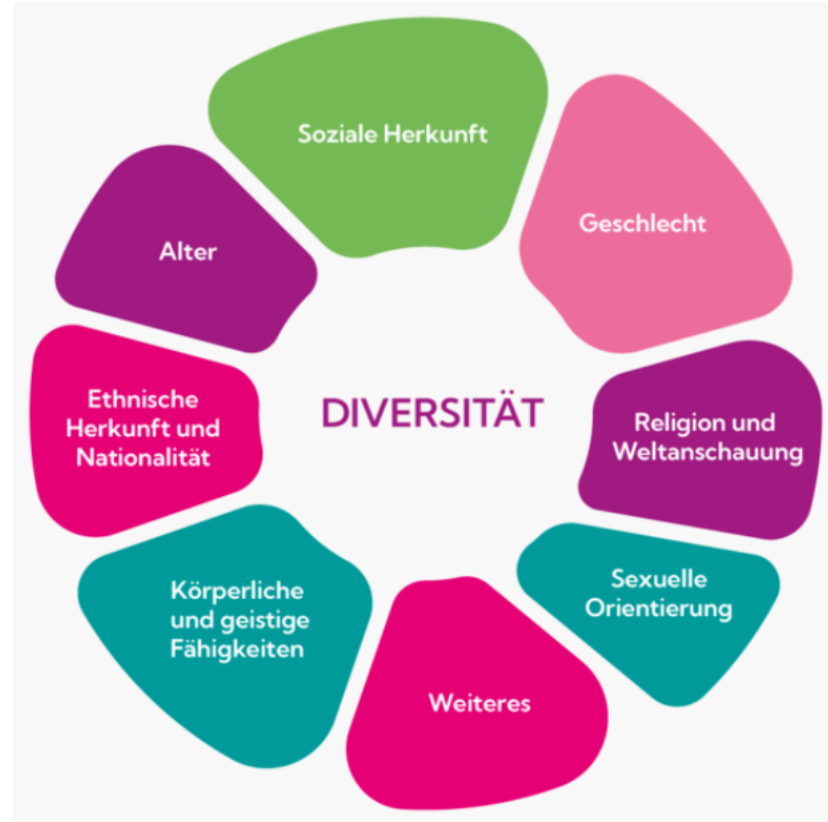 Soziale Herkunft
Geschlecht
Alter
DIVERSITÄT
Ethnische
Herkunft und
Nationalität
Religion und
Weltanschauung
Sexuelle
Orientierung
Körperliche
und geistige
Fähigkeiten
Weiteres